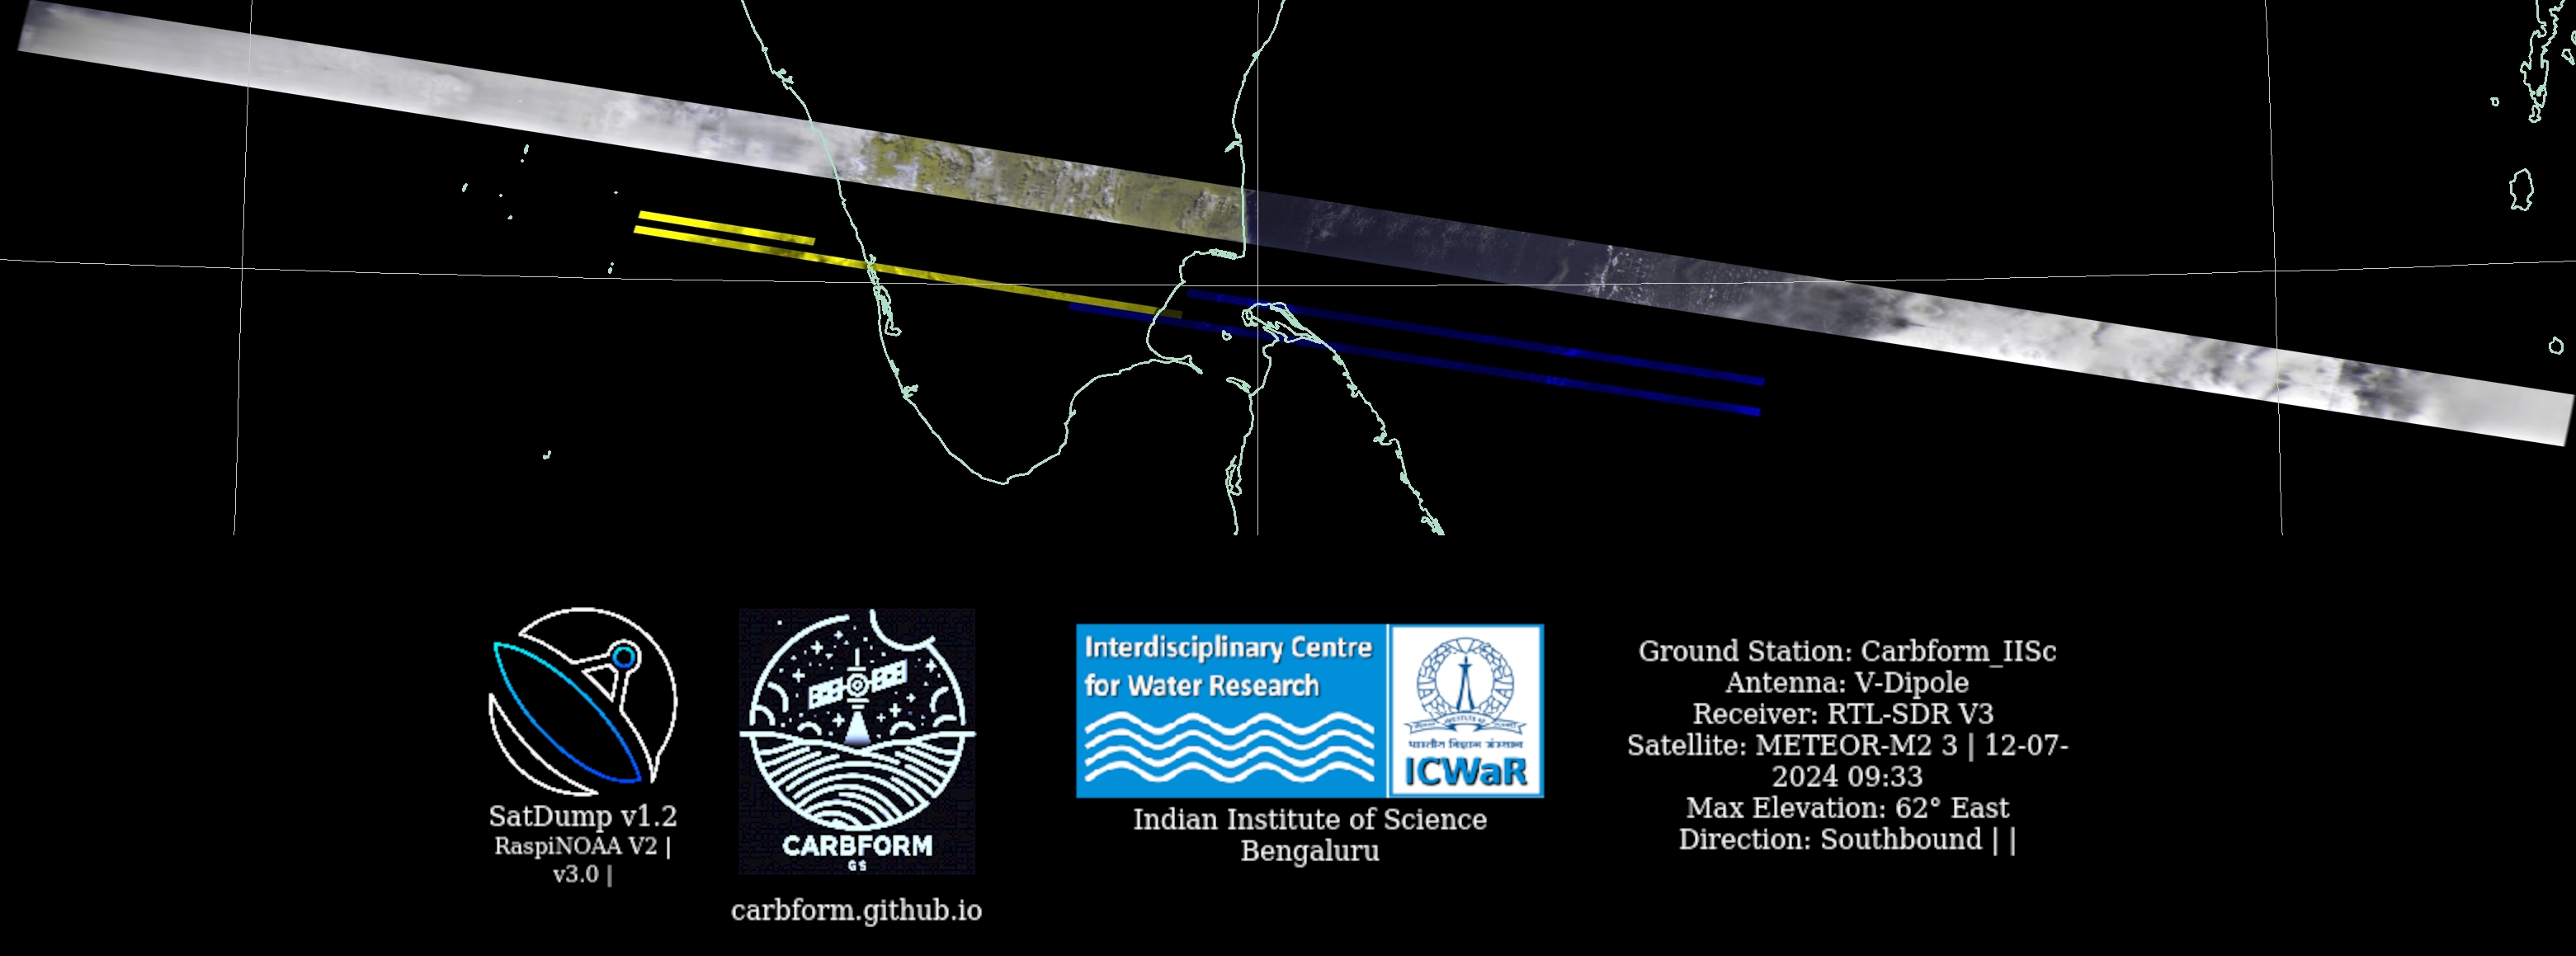 SatDump v1.2
RaspiNOAA V2 |
v3.0 |
CARBFORM
GS
carbform.github.io
Interdisciplinary Centre
for Water Research
भारतीय विज्ञान संस्थान
ICWaR
Indian Institute of Science
Bengaluru
Ground Station: Carbform_IISc
Antenna: V-Dipole
Receiver: RTL-SDR V3
Satellite: METEOR-M2 3 | 12-07-
2024 09:33
Max Elevation: 62° East
Direction: Southbound | |